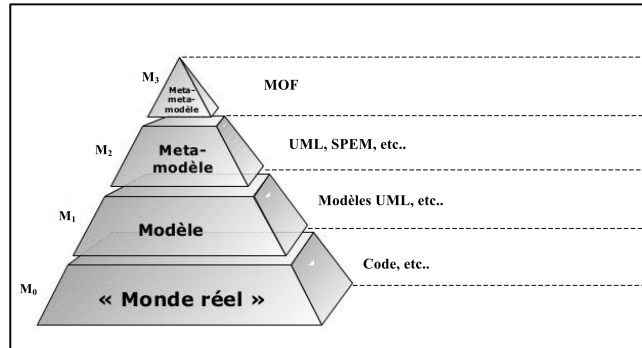 M3
Meta-
meta-
modèle
MOF
M2
Meta-
modèle
UML, SPEM, etc..
M1
Modèle
Modèles UML, etc..
M0
« Monde réel »
Code, etc..